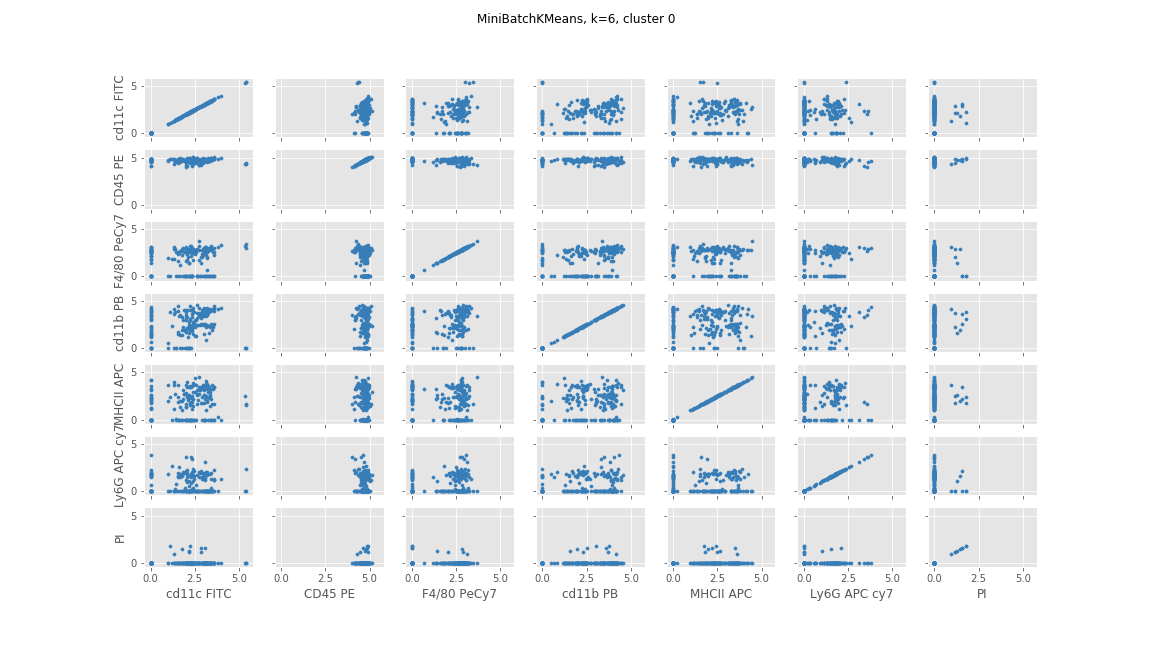 MiniBatchKMeans, k=6, cluster 0
cd11c FITC
5
0
CD45 PE
5
0
F4/80 PeCy7
5
0
cd11b PB
5
0
MHCII APC
5
0
Ly6G APC cy7
5
0
PI
5
0
0.0 2.5 5.0 0.0 2.5 5.0 0.0 2.5 5.0 0.0 2.5 5.0 0.0 2.5 5.0 0.0 2.5 5.0 0.0 2.5 5.0
cd11c FITC CD45 PE F4/80 PeCy7 cd11b PB MHCII APC Ly6G APC cy7 PI